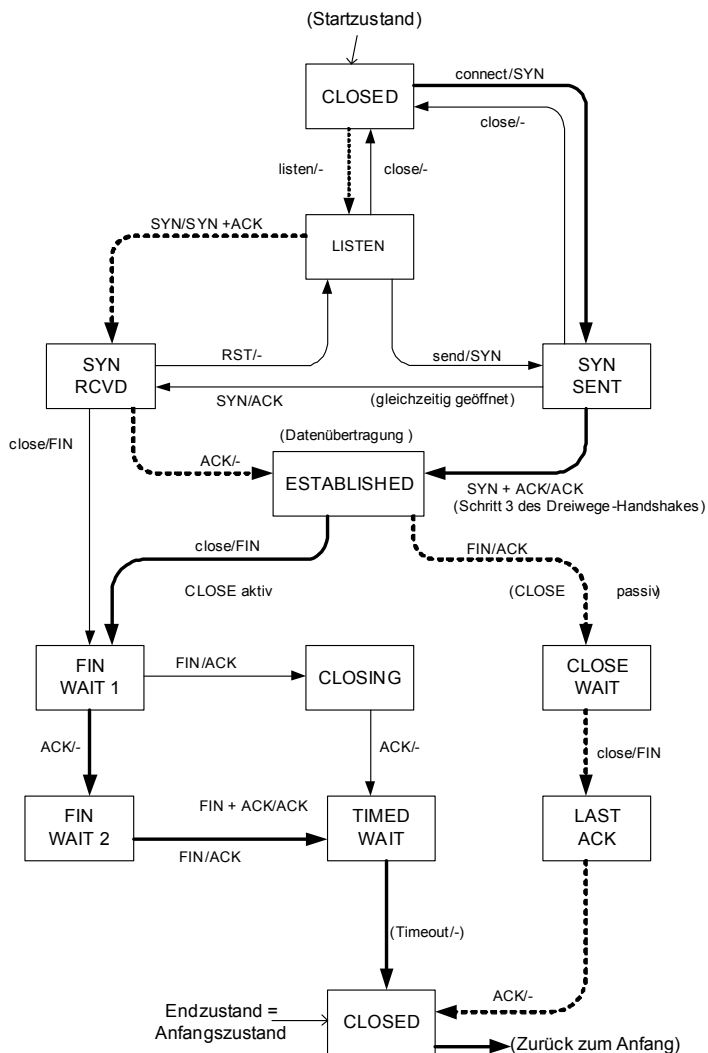 (Startzustand)
CLOSED
connect/SYN
close/-
listen/-
close/-
SYN/SYN +ACK
LISTEN
RST/-
send/SYN
SYN
RCVD
SYN
SENT
SYN/ACK
(gleichzeitig geöffnet)
close/FIN
(Datenübertragung )
ACK/-
ESTABLISHED
SYN + ACK/ACK
(Schritt 3 des Dreiwege-Handshakes)
close/FIN
FIN/ACK
CLOSE aktiv
(CLOSE passiv)
FIN
WAIT 1
FIN/ACK
CLOSING
CLOSE
WAIT
ACK/-
ACK/-
close/FIN
FIN
WAIT 2
FIN + ACK/ACK
FIN/ACK
TIMED
WAIT
LAST
ACK
(Timeout/-)
ACK/-
Endzustand =
Anfangszustand
CLOSED
(Zurück zum Anfang)